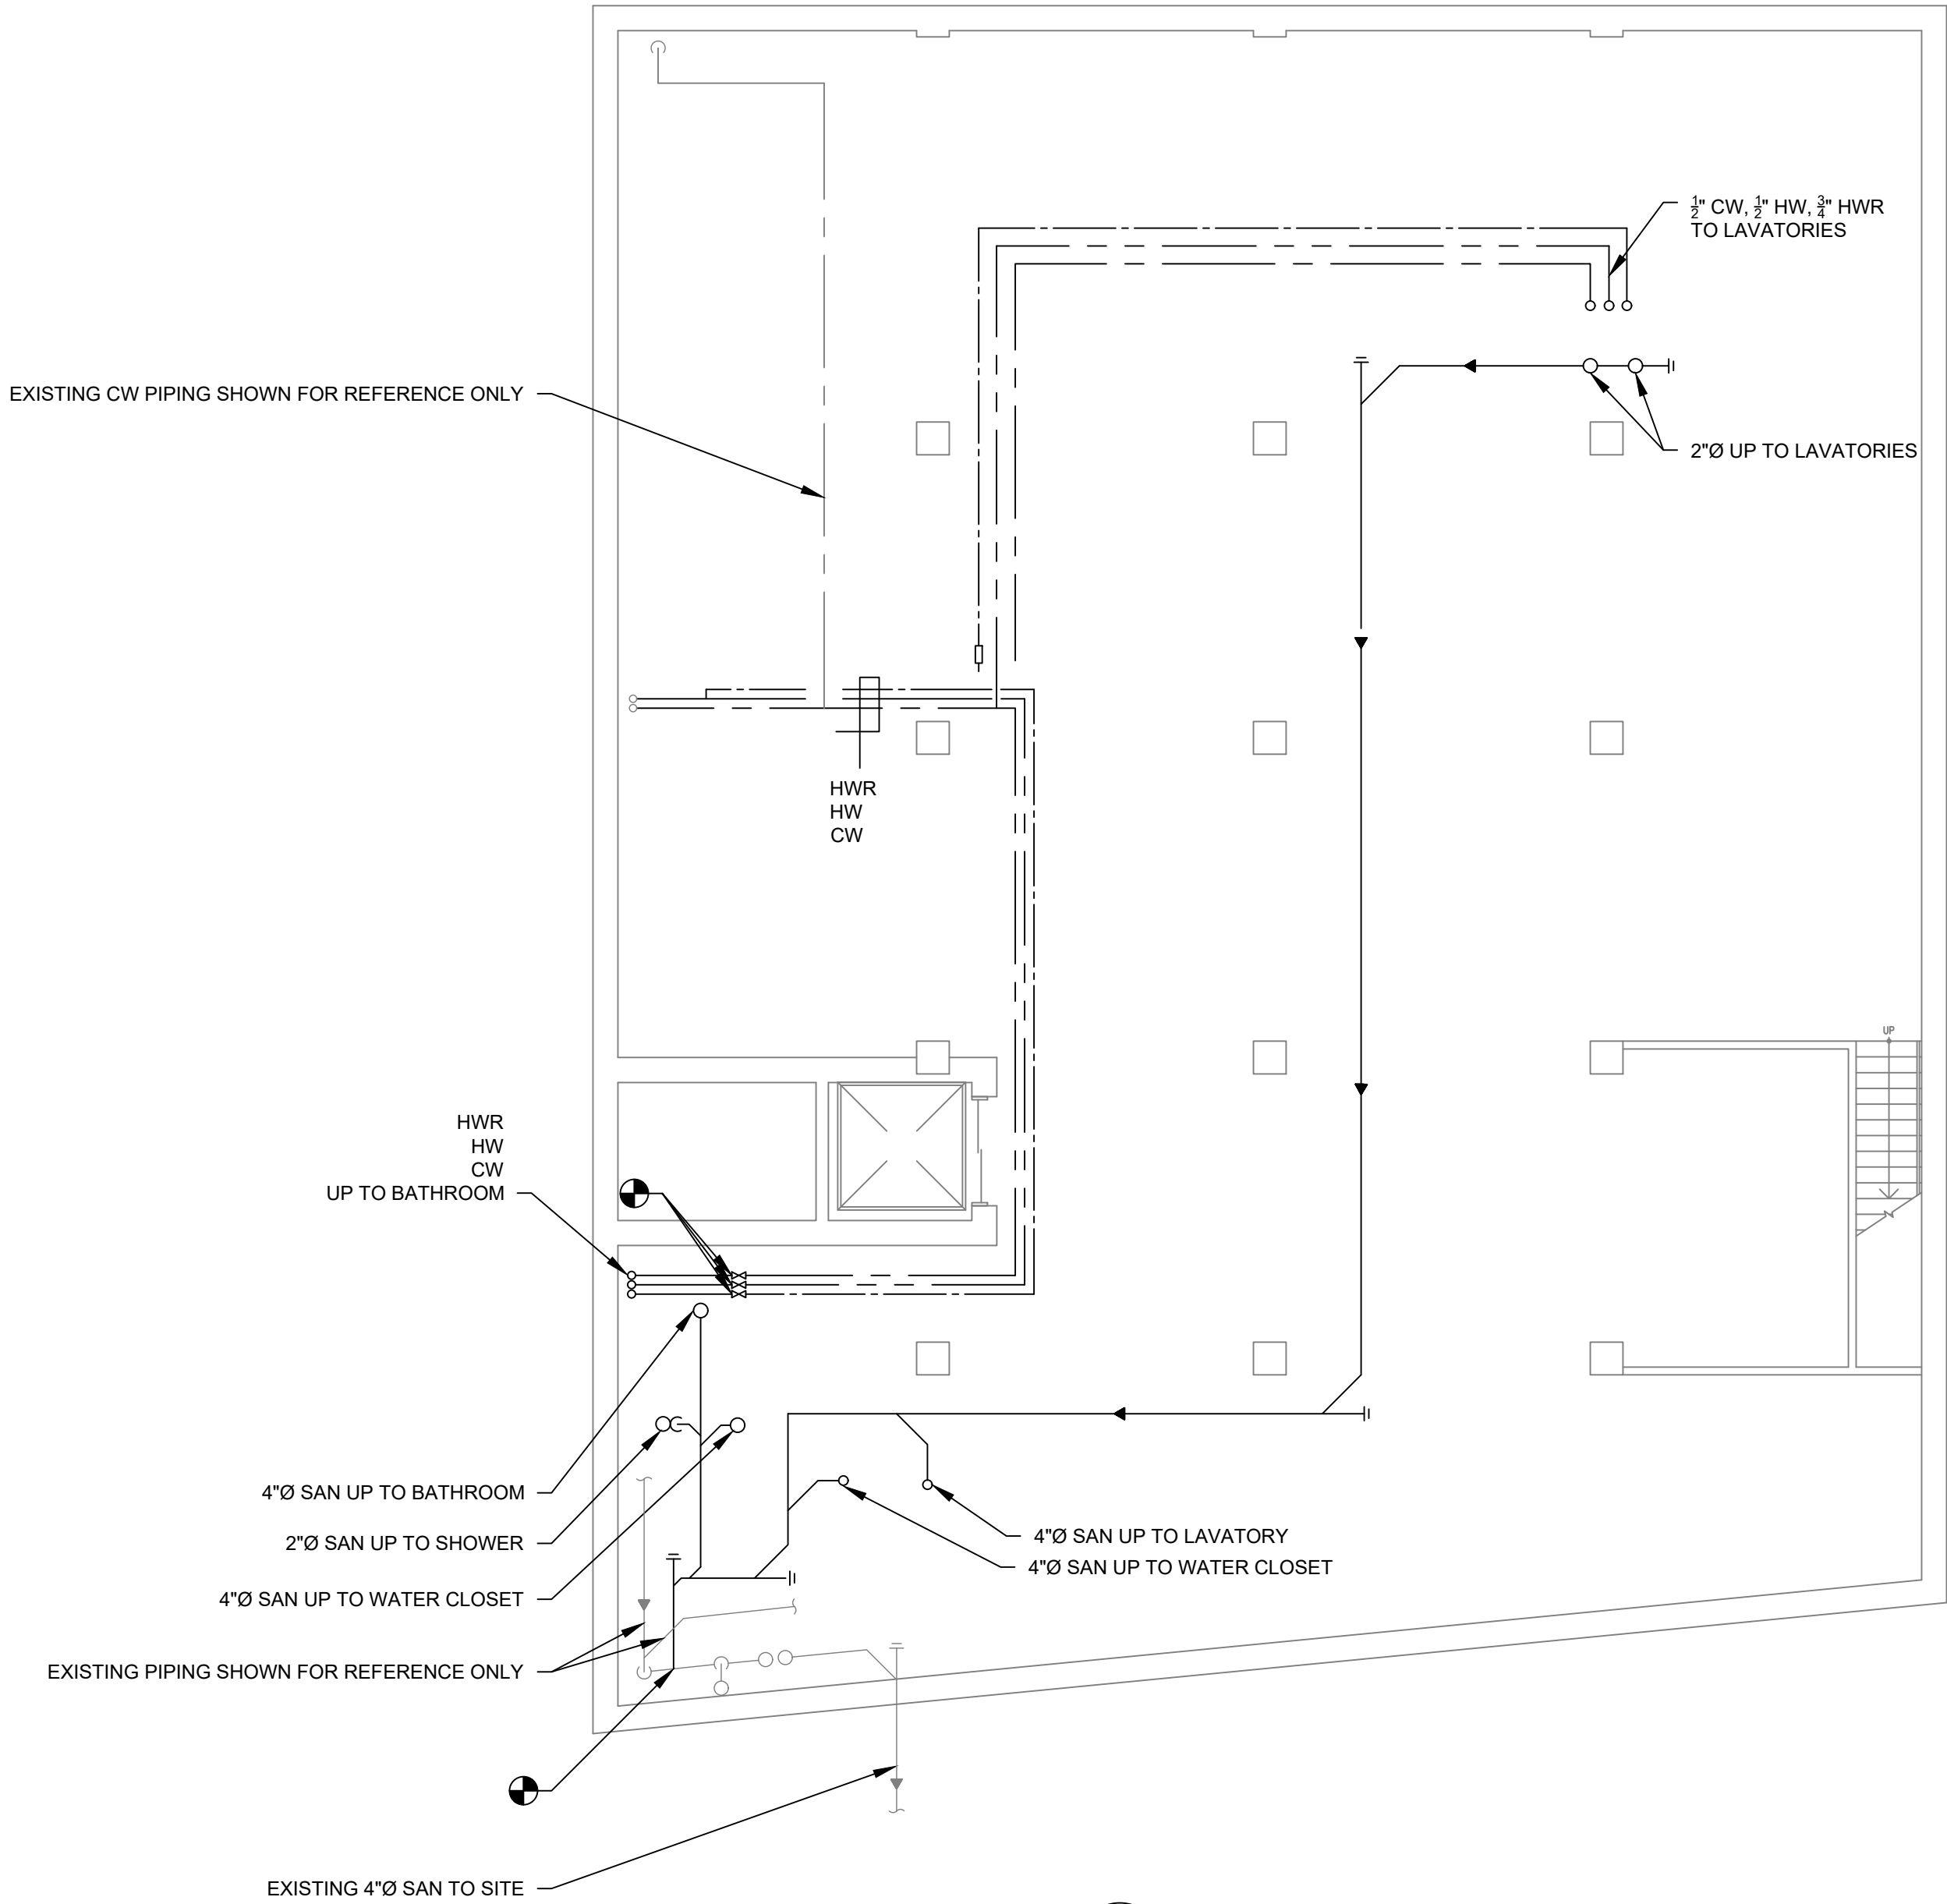 ½" CW, ½" HW, ¾" HWR
TO LAVATORIES
EXISTING CW PIPING SHOWN FOR REFERENCE ONLY
2"Ø UP TO LAVATORIES
HWR
HW
CW
UP
HWR
HW
CW
UP TO BATHROOM
4"Ø SAN UP TO BATHROOM
2"Ø SAN UP TO SHOWER
4"Ø SAN UP TO WATER CLOSET
4"Ø SAN UP TO LAVATORY
4"Ø SAN UP TO WATER CLOSET
EXISTING PIPING SHOWN FOR REFERENCE ONLY
EXISTING 4"Ø SAN TO SITE